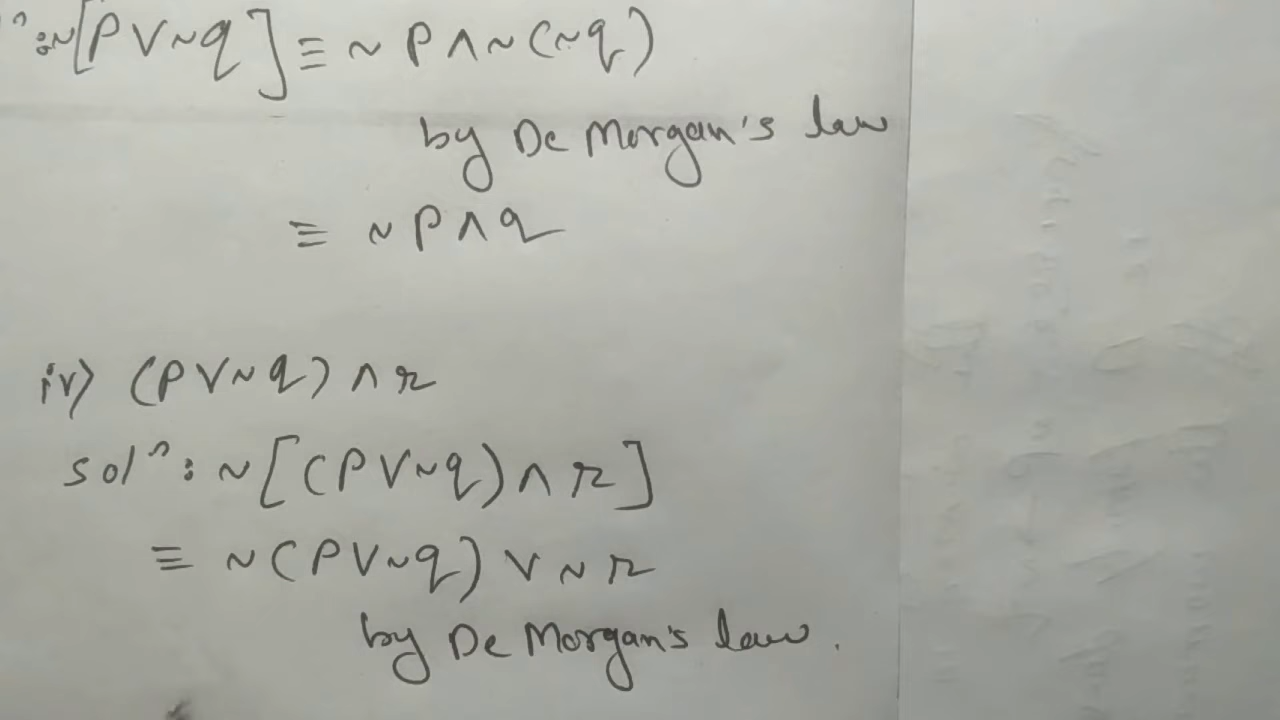 ⁿ:~[p∨~q]≡ ~p∧~(~q)
by De Morgan's law
≡ ~p∧q
iv) (p∨~q)∧r
solⁿ:~[(p∨~q)∧r]
≡ ~(p∨~q)∨~r
by De Morgan's law.